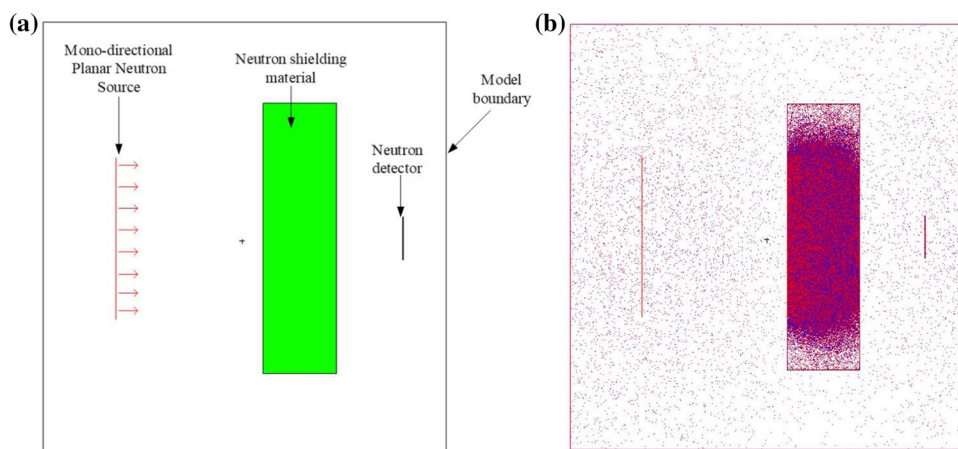 (a)
Mono-directional
Planar Neutron
Source
Neutron shielding
material
Model
boundary
Neutron
detector
(b)